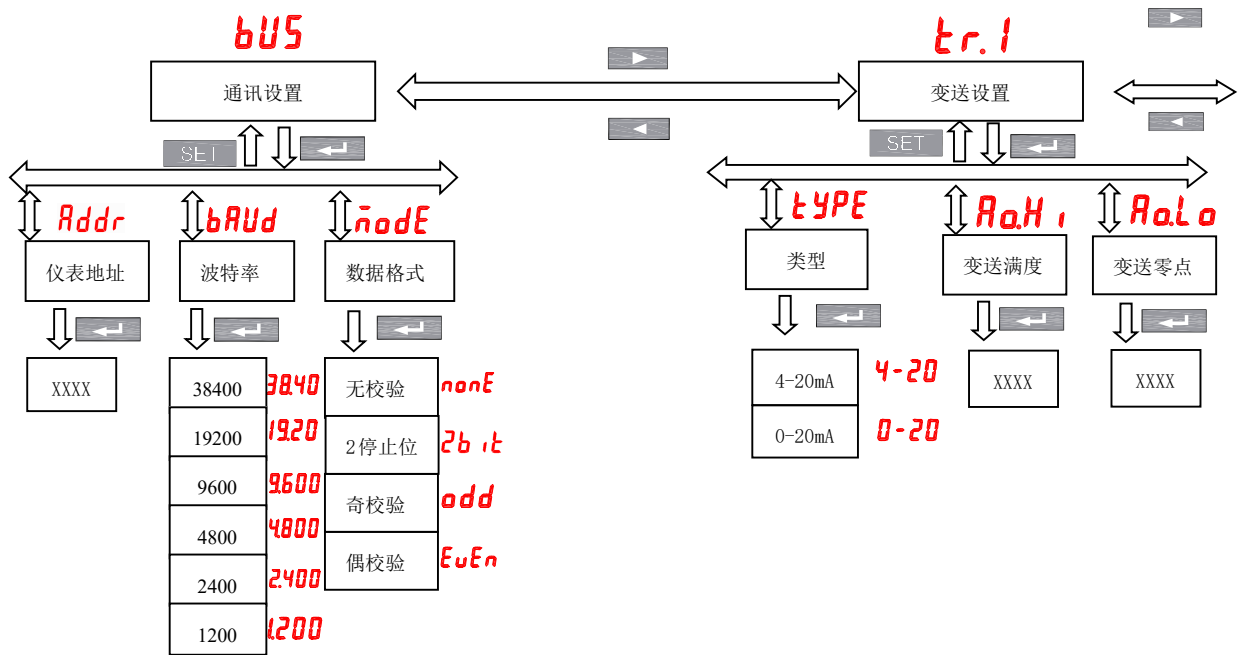 bUS
通讯设置
SET
Addr
仪表地址
XXXX
bAUd
波特率
38400 38.40
19200 19.20
9600 9.600
4800 4.800
2400 2.400
1200 1.200
modE
数据格式
无校验 nonE
2停止位 2bit
奇校验 odd
偶校验 EvEn
tr.1
变送设置
SET
tYPE
类型
4-20mA 4-20
0-20mA 0-20
Ao.Hi
变送满度
XXXX
Ao.Lo
变送零点
XXXX